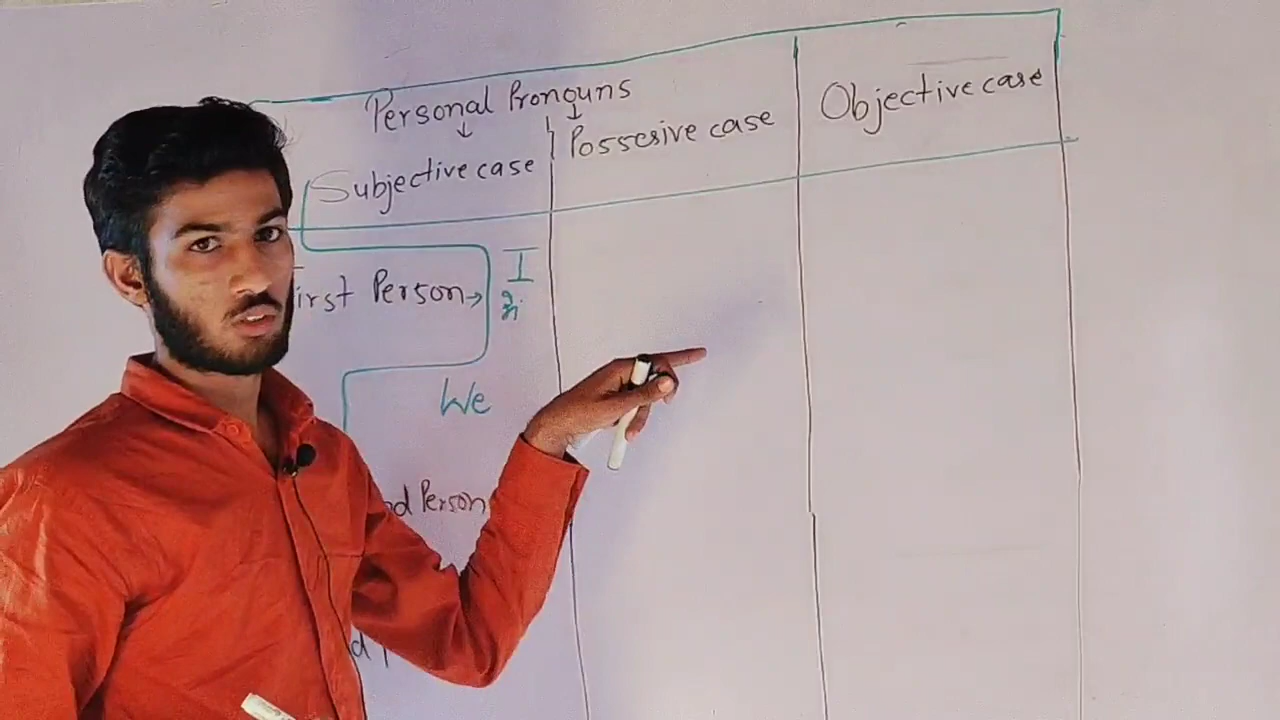 Personal Pronouns
Subjective case
Possesive case
Objective case
irst Person →
I
We
Person